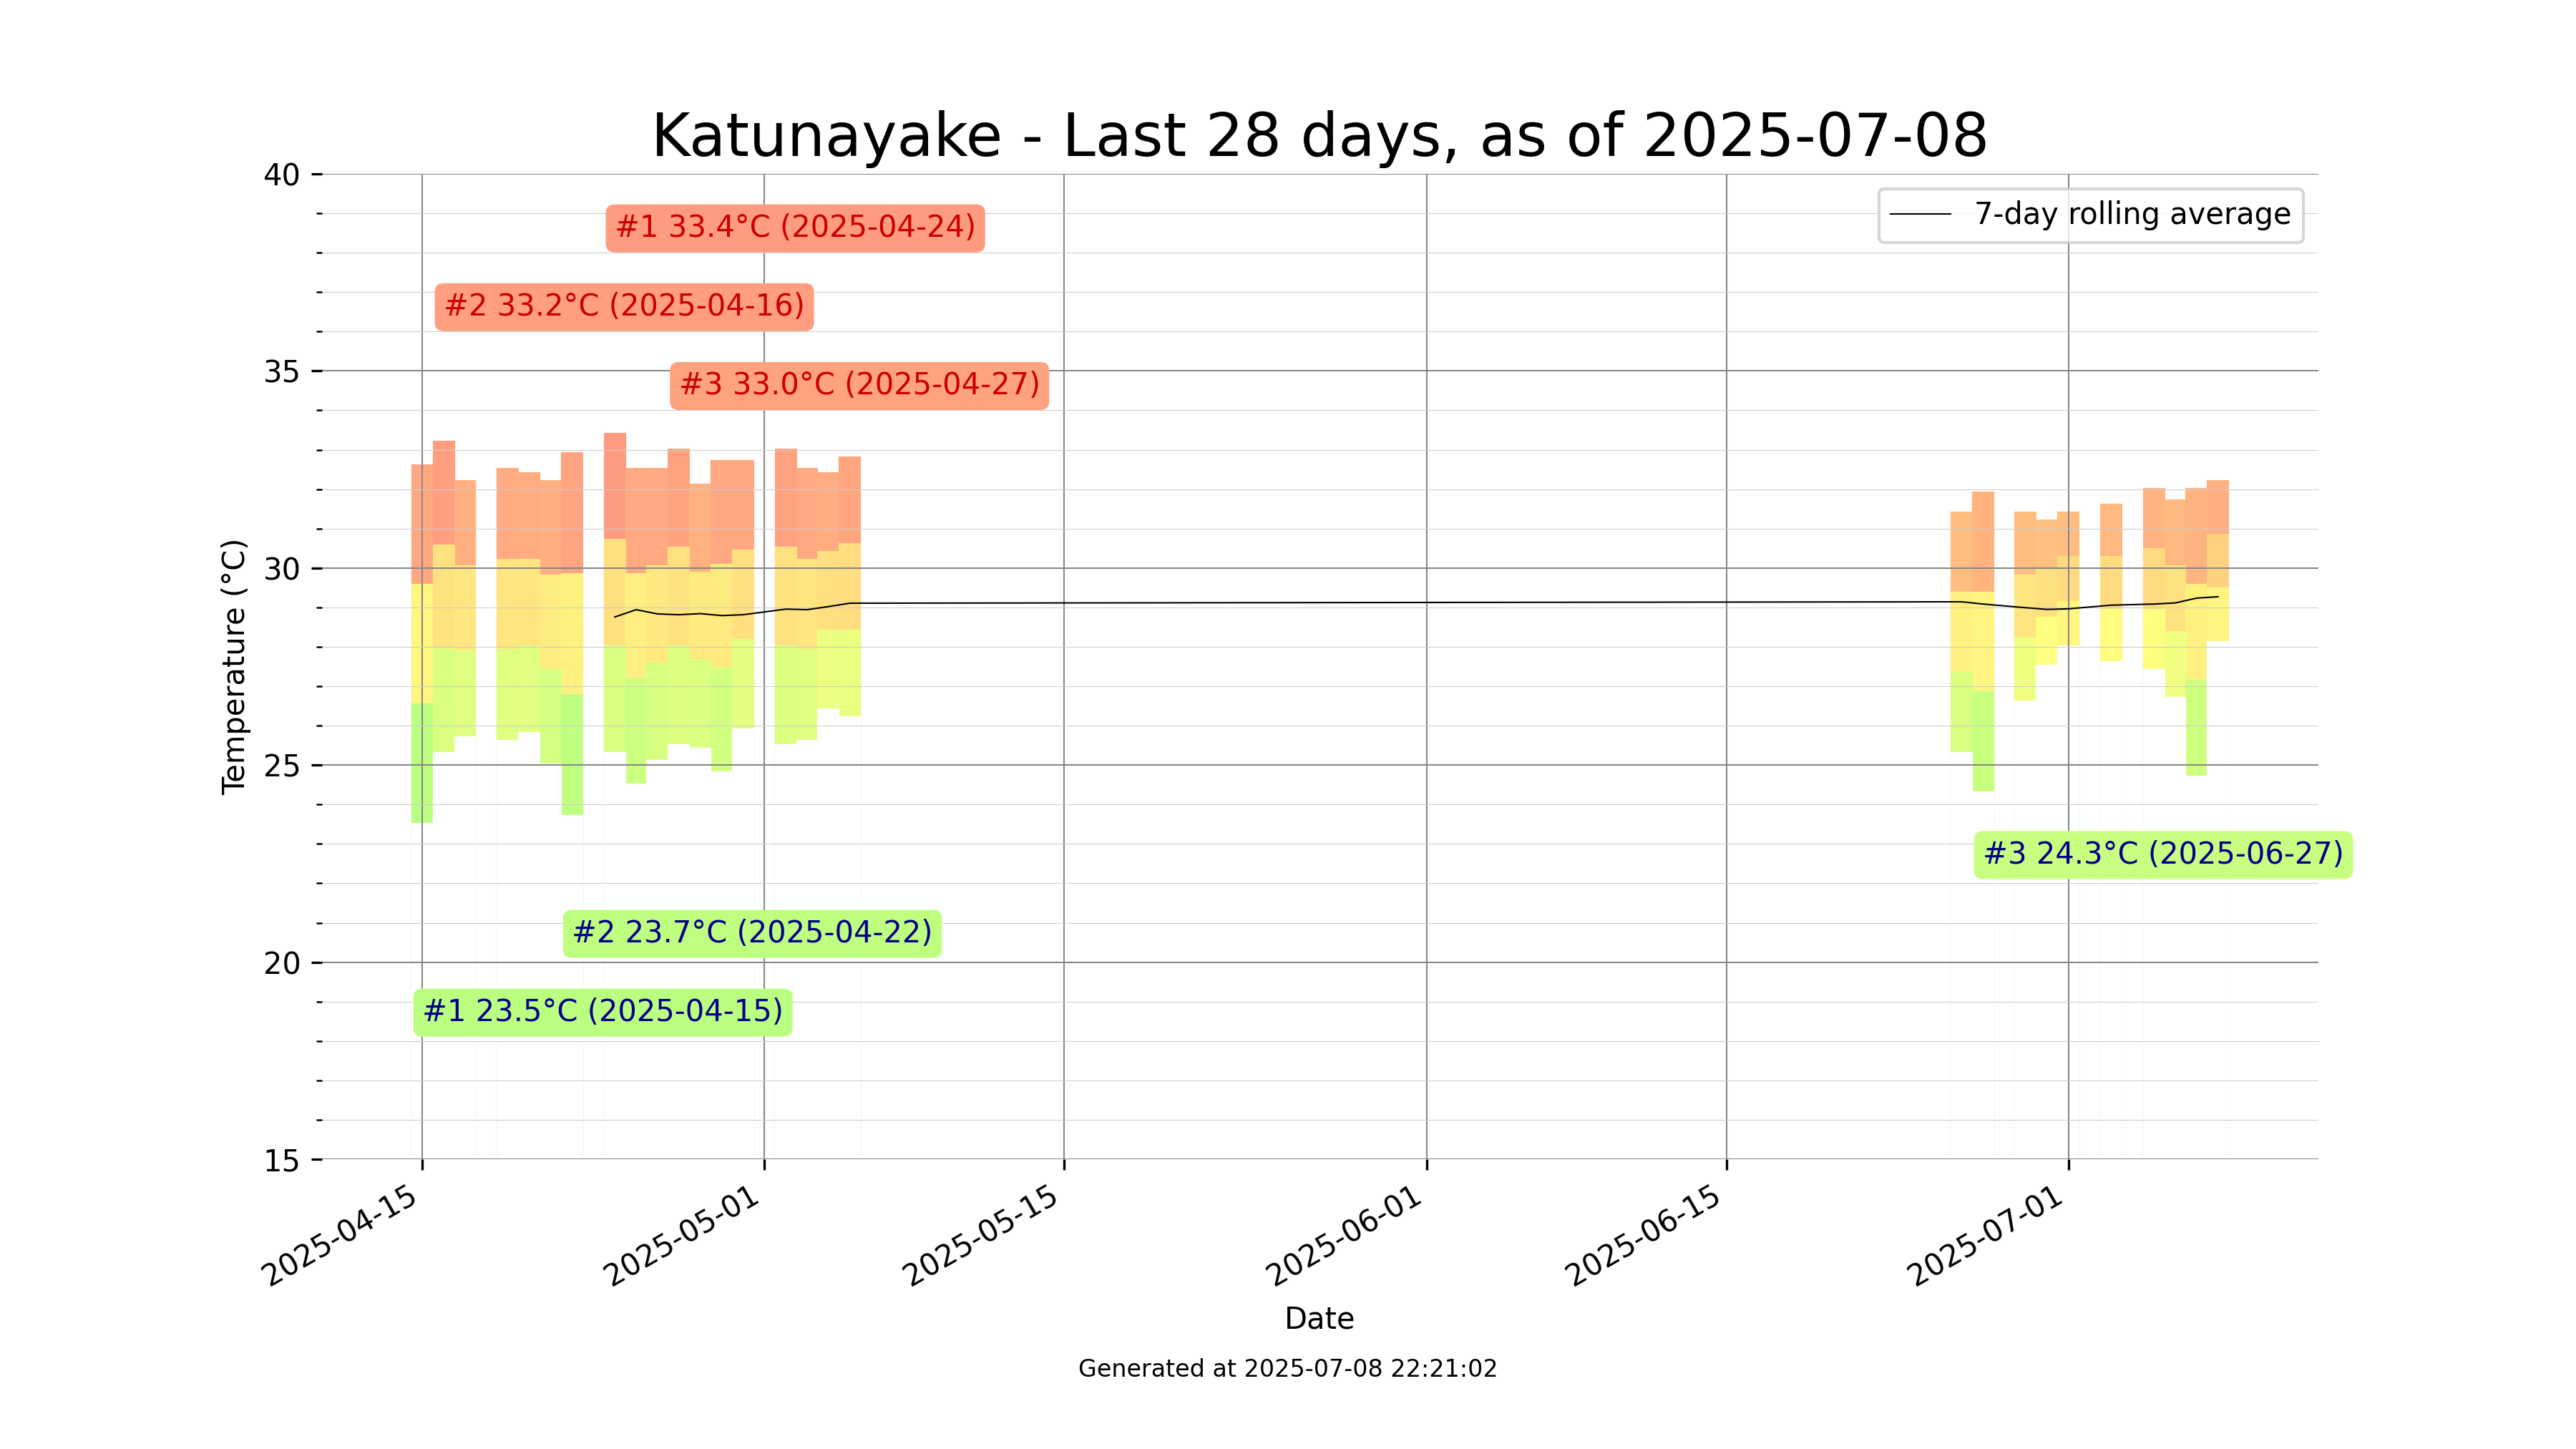 Katunayake - Last 28 days, as of 2025-07-08
40
35
30
25
20
15
Temperature (°C)
7-day rolling average
#1 33.4°C (2025-04-24)
#2 33.2°C (2025-04-16)
#3 33.0°C (2025-04-27)
#3 24.3°C (2025-06-27)
#2 23.7°C (2025-04-22)
#1 23.5°C (2025-04-15)
2025-04-15
2025-05-01
2025-05-15
2025-06-01
2025-06-15
2025-07-01
Date
Generated at 2025-07-08 22:21:02